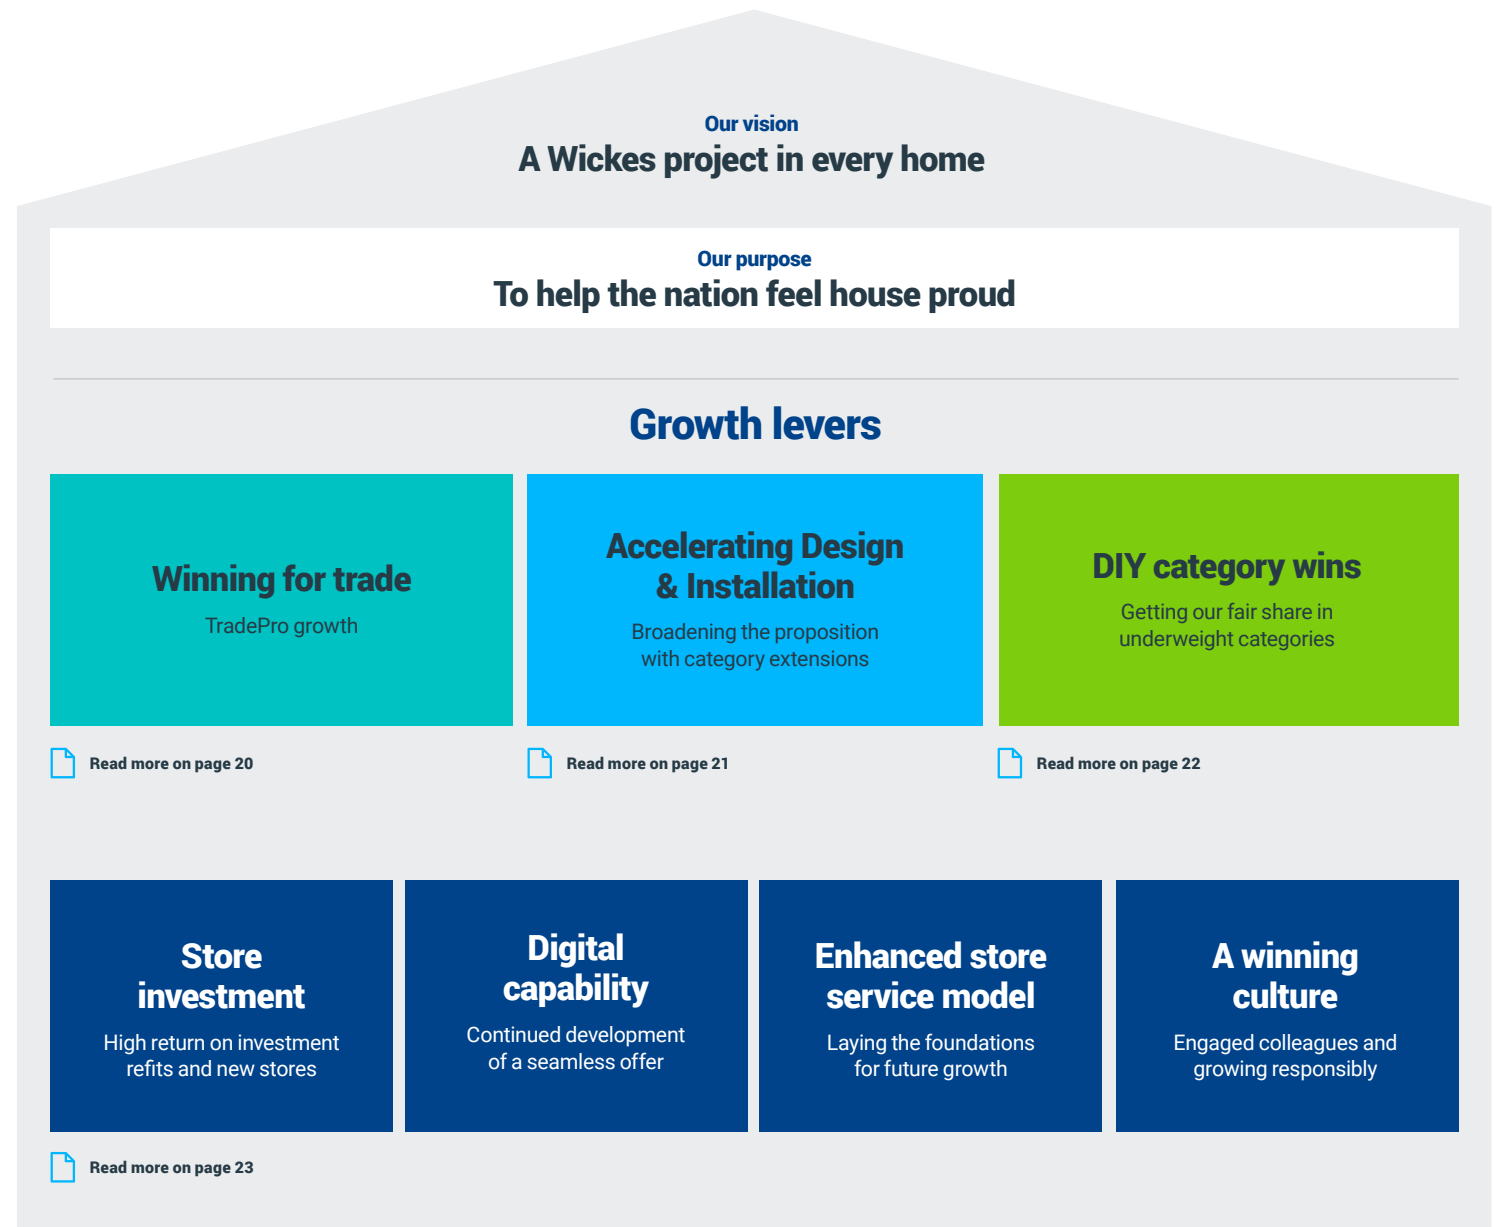 Our vision
A Wickes project in every home
Our purpose
To help the nation feel house proud
Growth levers
Winning for trade
TradePro growth
Accelerating Design
& Installation
Broadening the proposition
with category extensions
DIY category wins
Getting our fair share in
underweight categories
Read more on page 20
Read more on page 21
Read more on page 22
Store
investment
High return on investment
refits and new stores
Digital
capability
Continued development
of a seamless offer
Enhanced store
service model
Laying the foundations
for future growth
A winning
culture
Engaged colleagues and
growing responsibly
Read more on page 23